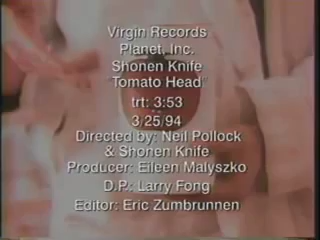 Virgin Records
Planet, Inc.
Shonen Knife
"Tomato Head"
trt: 3:53
3/25/94
Directed by: Neil Pollock
& Shonen Knife
Producer: Eileen Malyszko
D.P.: Larry Fong
Editor: Eric Zumbrunnen